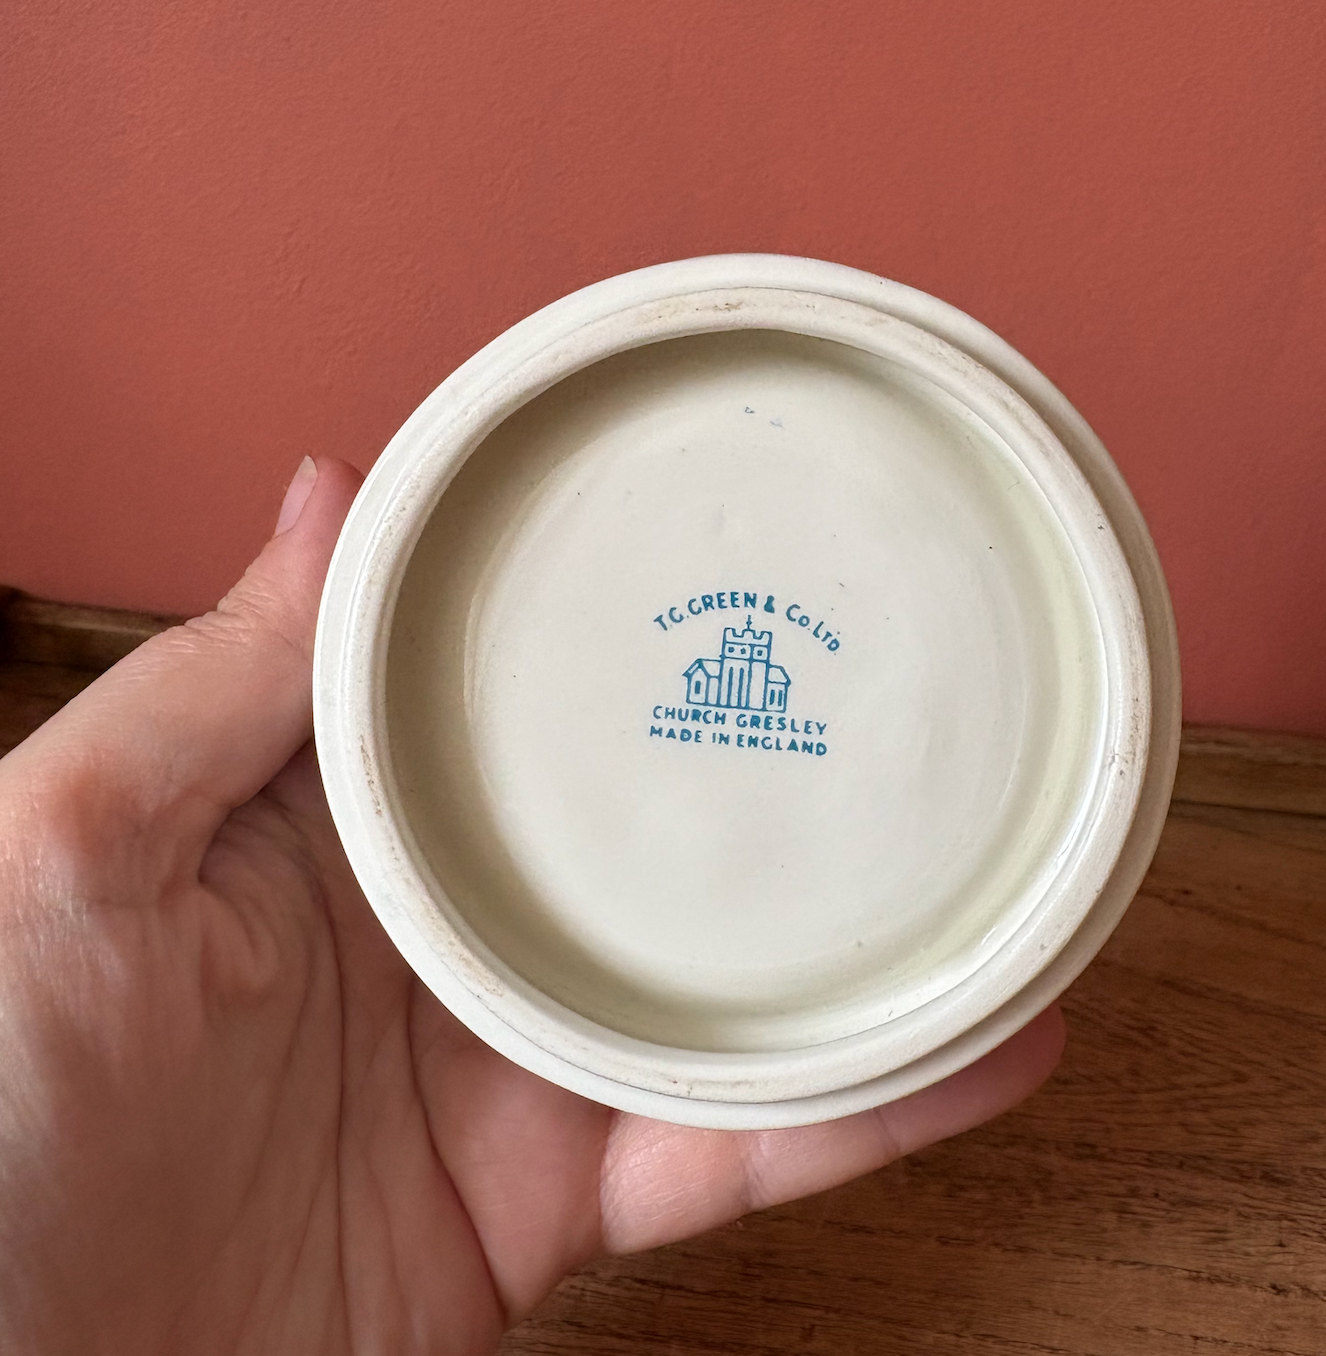 T.G.GREEN & Co.LTD.
CHURCH GRESLEY
MADE IN ENGLAND